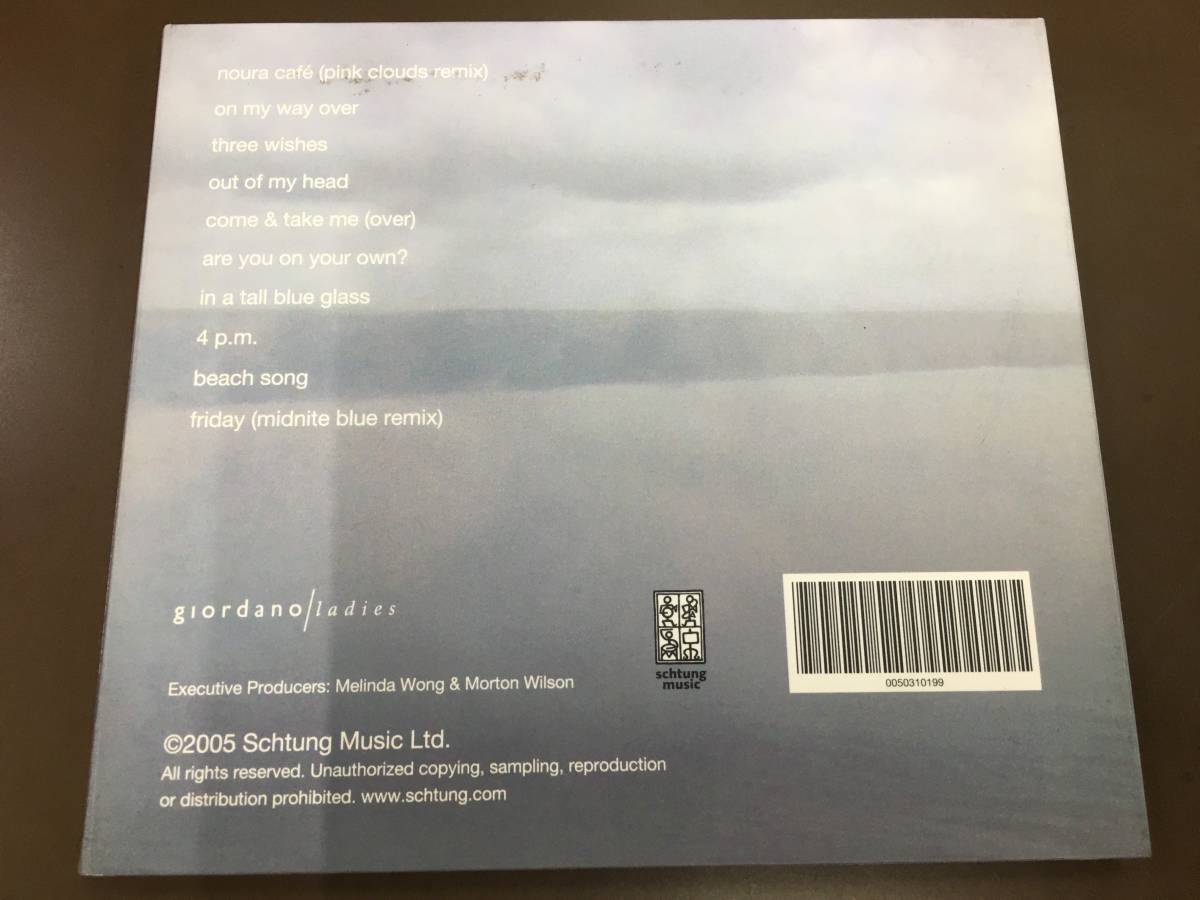 noura café (pink clouds remix)
on my way over
three wishes
out of my head
come & take me (over)
are you on your own?
in a tall blue glass
4 p.m.
beach song
friday (midnite blue remix)
giordano/ladies
schtung
music
0050310199
Executive Producers: Melinda Wong & Morton Wilson
©2005 Schtung Music Ltd.
All rights reserved. Unauthorized copying, sampling, reproduction
or distribution prohibited. www.schtung.com